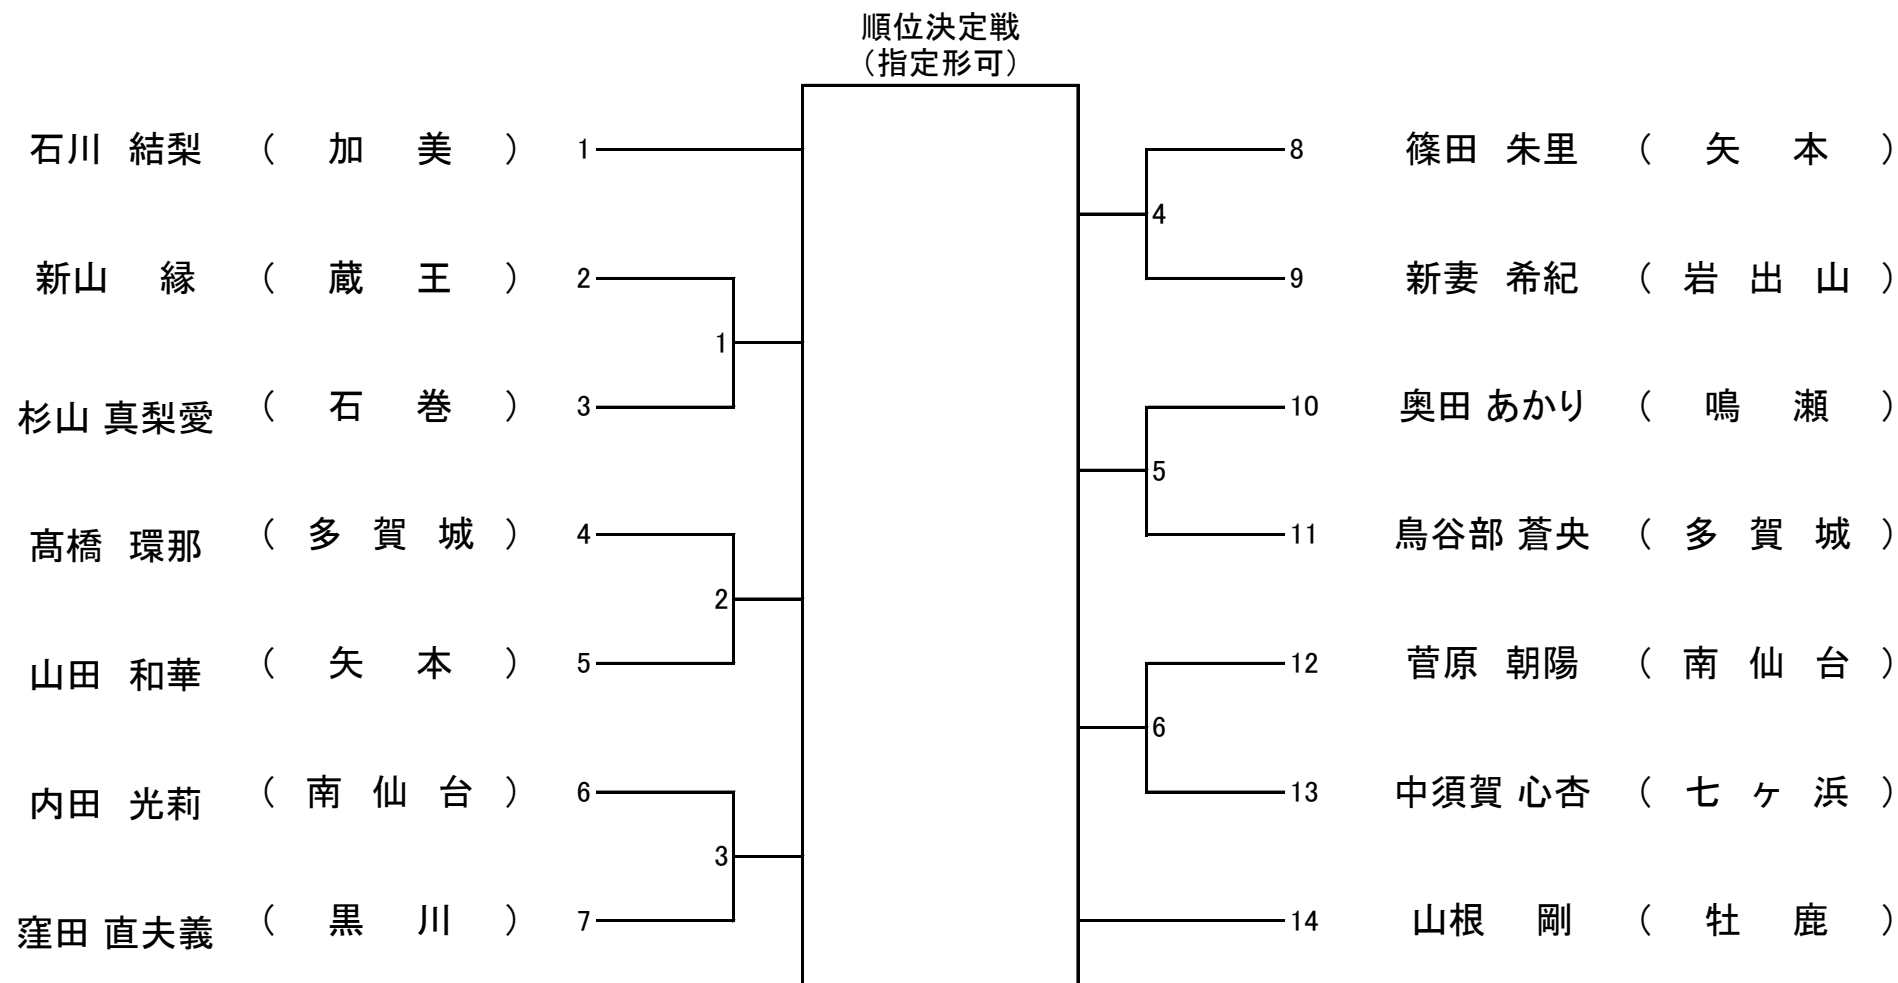 順位決定戦
（指定形可）
石川 結梨 （ 加 美 ） 1
新山 縁 （ 蔵 王 ） 2
1
杉山 真梨愛 （ 石 巻 ） 3
髙橋 環那 （ 多 賀 城 ） 4
2
山田 和華 （ 矢 本 ） 5
内田 光莉 （ 南 仙 台 ） 6
3
窪田 直夫義 （ 黒 川 ） 7
8 篠田 朱里 （ 矢 本 ）
4
9 新妻 希紀 （ 岩 出 山 ）
10 奥田 あかり （ 鳴 瀬 ）
5
11 鳥谷部 蒼央 （ 多 賀 城 ）
12 菅原 朝陽 （ 南 仙 台 ）
6
13 中須賀 心杏 （ 七 ヶ 浜 ）
14 山根 剛 （ 牡 鹿 ）